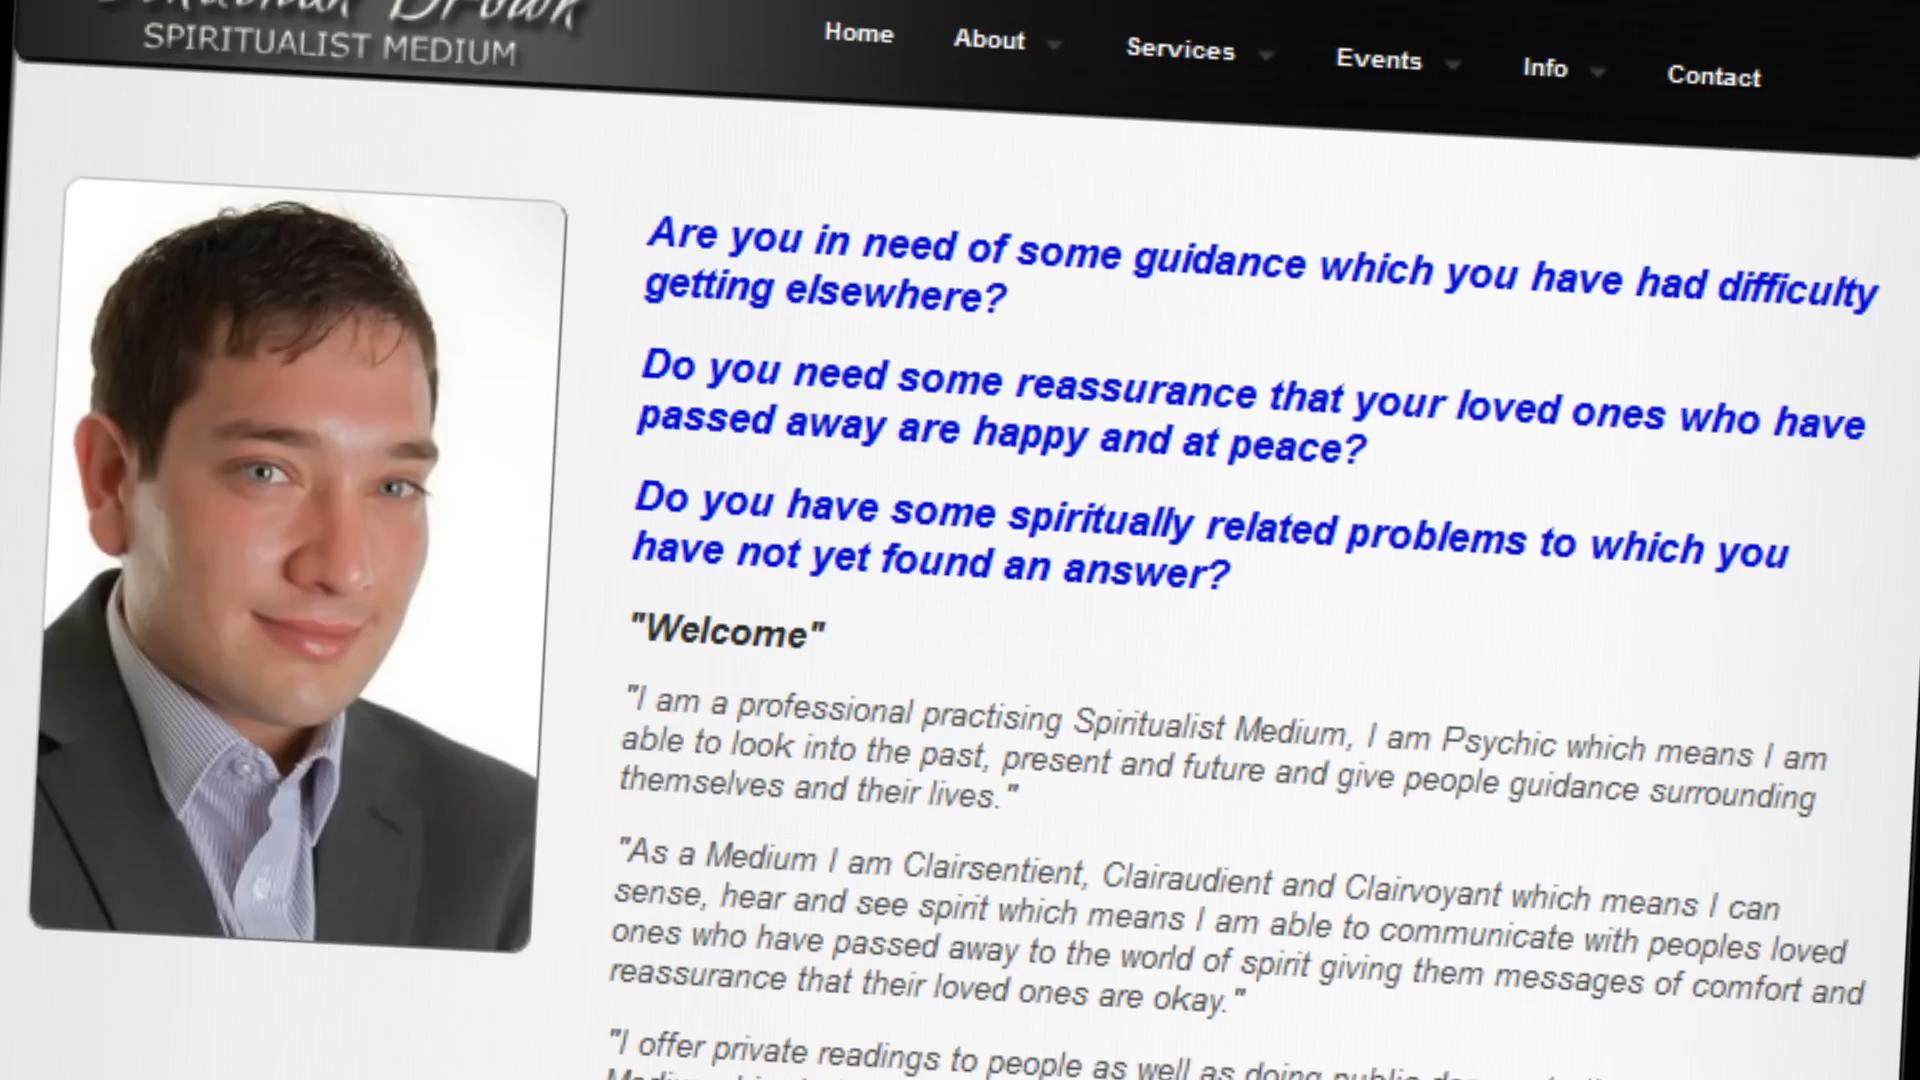 Brown
SPIRITUALIST MEDIUM
Home About Services Events Info Contact
Are you in need of some guidance which you have had difficulty
getting elsewhere?
Do you need some reassurance that your loved ones who have
passed away are happy and at peace?
Do you have some spiritually related problems to which you
have not yet found an answer?
"Welcome"
"I am a professional practising Spiritualist Medium, I am Psychic which means I am
able to look into the past, present and future and give people guidance surrounding
themselves and their lives."
"As a Medium I am Clairsentient, Clairaudient and Clairvoyant which means I can
sense, hear and see spirit which means I am able to communicate with peoples loved
ones who have passed away to the world of spirit giving them messages of comfort and
reassurance that their loved ones are okay."
"I offer private readings to people as well as doing public